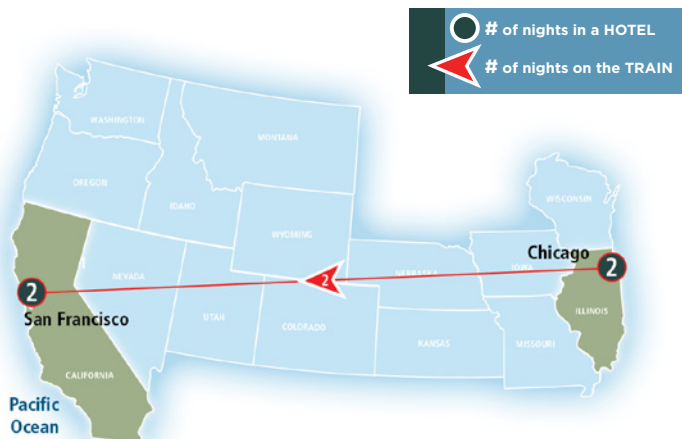 # of nights in a HOTEL
# of nights on the TRAIN
WASHINGTON
MONTANA
OREGON
IDAHO
WYOMING
WISCONSIN
Chicago
2
NEVADA
2
NEBRASKA
IOWA
2
San Francisco
UTAH
COLORADO
KANSAS
MISSOURI
ILLINOIS
CALIFORNIA
Pacific
Ocean